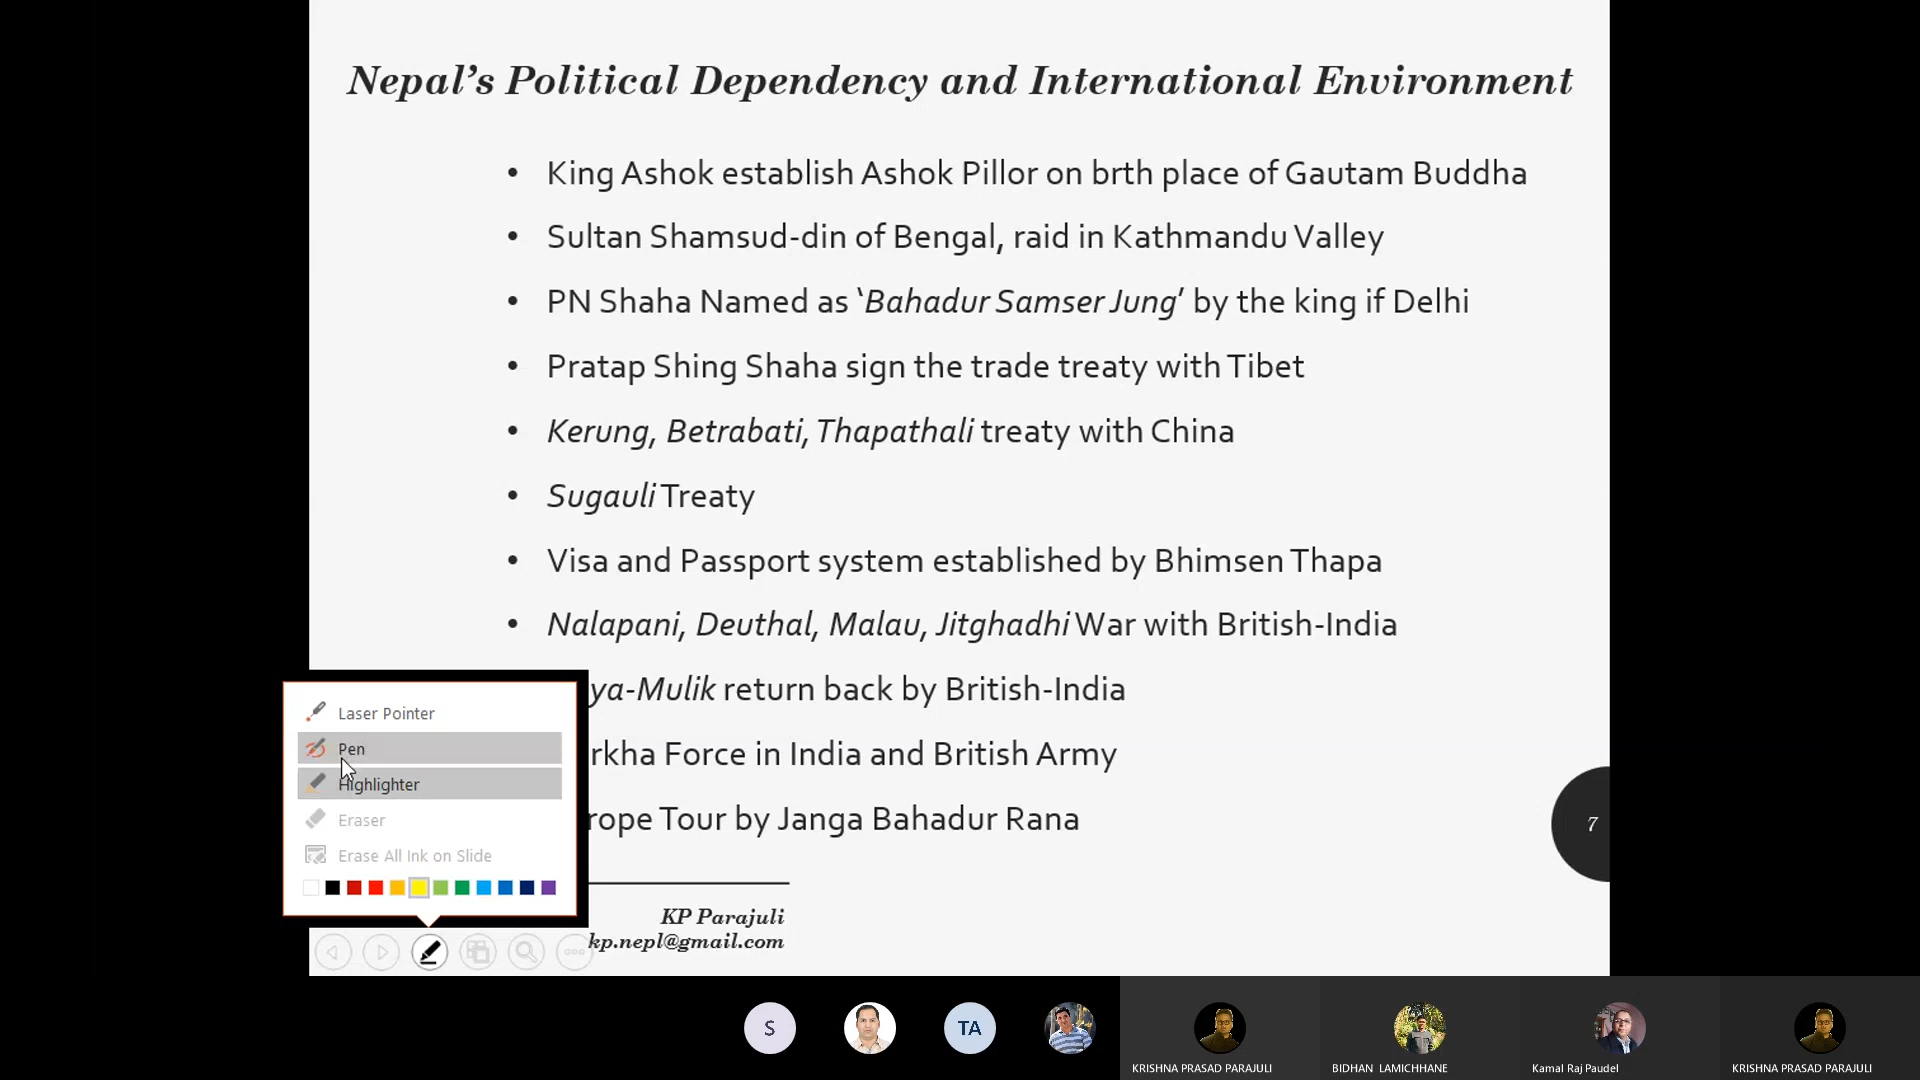 Nepal’s Political Dependency and International Environment
• King Ashok establish Ashok Pillor on brth place of Gautam Buddha
• Sultan Shamsud-din of Bengal, raid in Kathmandu Valley
• PN Shaha Named as ‘Bahadur Samser Jung’ by the king if Delhi
• Pratap Shing Shaha sign the trade treaty with Tibet
• Kerung, Betrabati, Thapathali treaty with China
• Sugauli Treaty
• Visa and Passport system established by Bhimsen Thapa
• Nalapani, Deuthal, Malau, Jitghadhi War with British-India
ya-Mulik return back by British-India
rkha Force in India and British Army
rope Tour by Janga Bahadur Rana
Laser Pointer
Pen
Highlighter
Eraser
Erase All Ink on Slide
7
KP Parajuli
kp.nepl@gmail.com
S
TA
KRISHNA PRASAD PARAJULI
BIDHAN LAMICHHANE
Kamal Raj Paudel
KRISHNA PRASAD PARAJULI